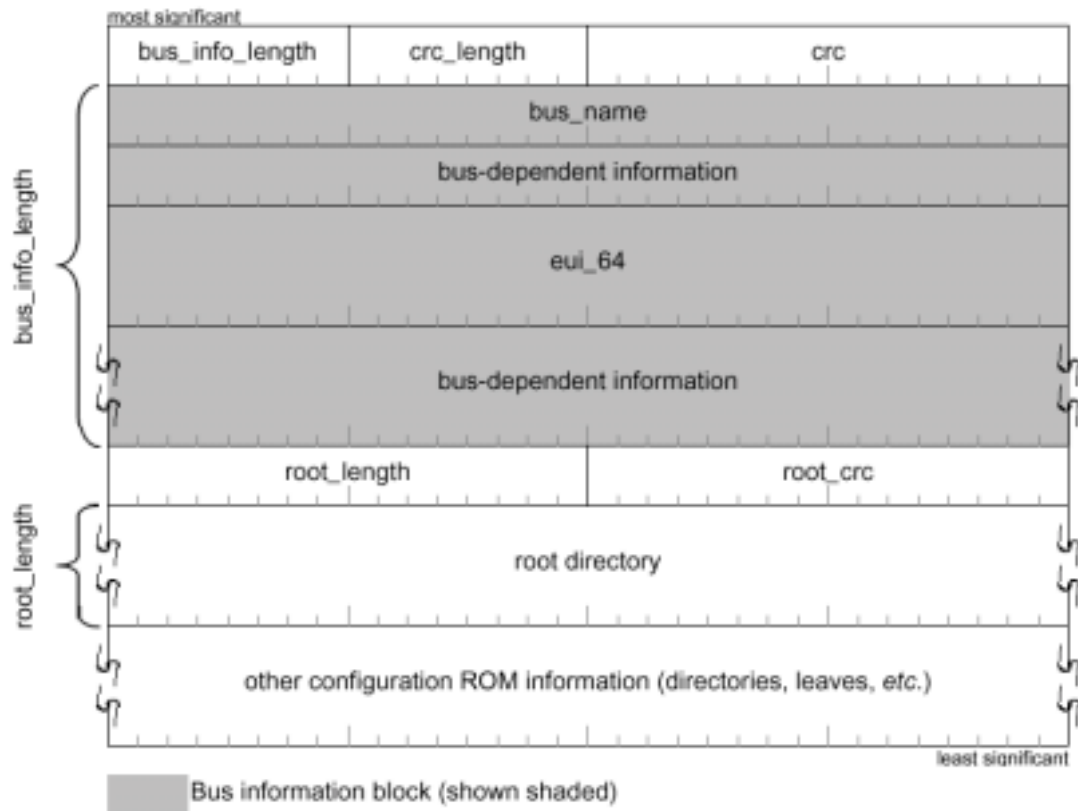 most significant
bus_info_length crc_length crc
bus_name
bus-dependent information
eui_64
bus_info_length
bus-dependent information
root_length root_crc
root_length
root directory
other configuration ROM information (directories, leaves, etc.)
least significant
Bus information block (shown shaded)